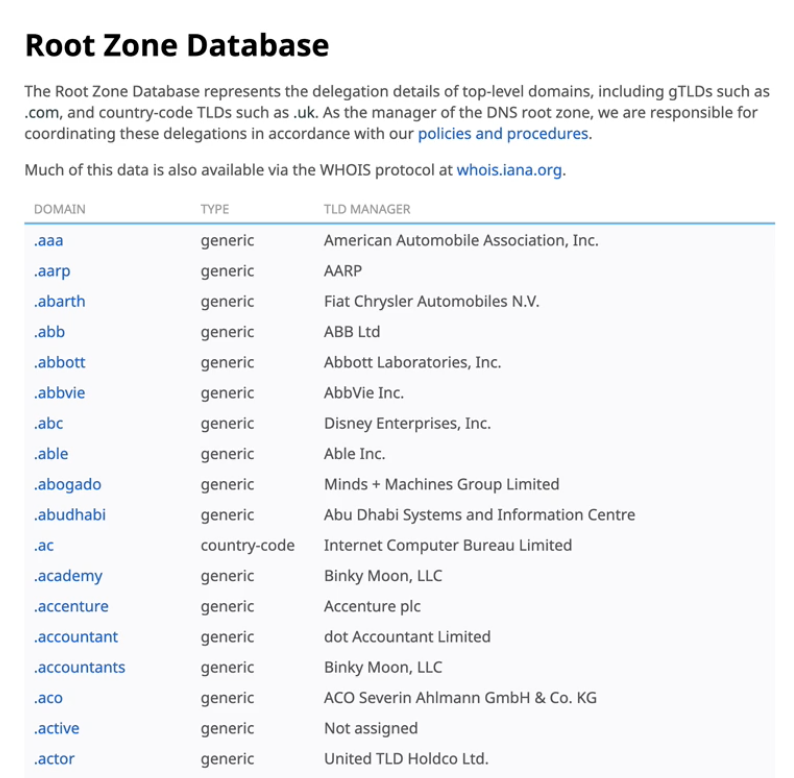 Root Zone Database
The Root Zone Database represents the delegation details of top-level domains, including gTLDs such as
.com, and country-code TLDs such as .uk. As the manager of the DNS root zone, we are responsible for
coordinating these delegations in accordance with our policies and procedures.
Much of this data is also available via the WHOIS protocol at whois.iana.org.
DOMAIN TYPE TLD MANAGER
.aaa generic American Automobile Association, Inc.
.aarp generic AARP
.abarth generic Fiat Chrysler Automobiles N.V.
.abb generic ABB Ltd
.abbott generic Abbott Laboratories, Inc.
.abbvie generic AbbVie Inc.
.abc generic Disney Enterprises, Inc.
.able generic Able Inc.
.abogado generic Minds + Machines Group Limited
.abudhabi generic Abu Dhabi Systems and Information Centre
.ac country-code Internet Computer Bureau Limited
.academy generic Binky Moon, LLC
.accenture generic Accenture plc
.accountant generic dot Accountant Limited
.accountants generic Binky Moon, LLC
.aco generic ACO Severin Ahlmann GmbH & Co. KG
.active generic Not assigned
.actor generic United TLD Holdco Ltd.